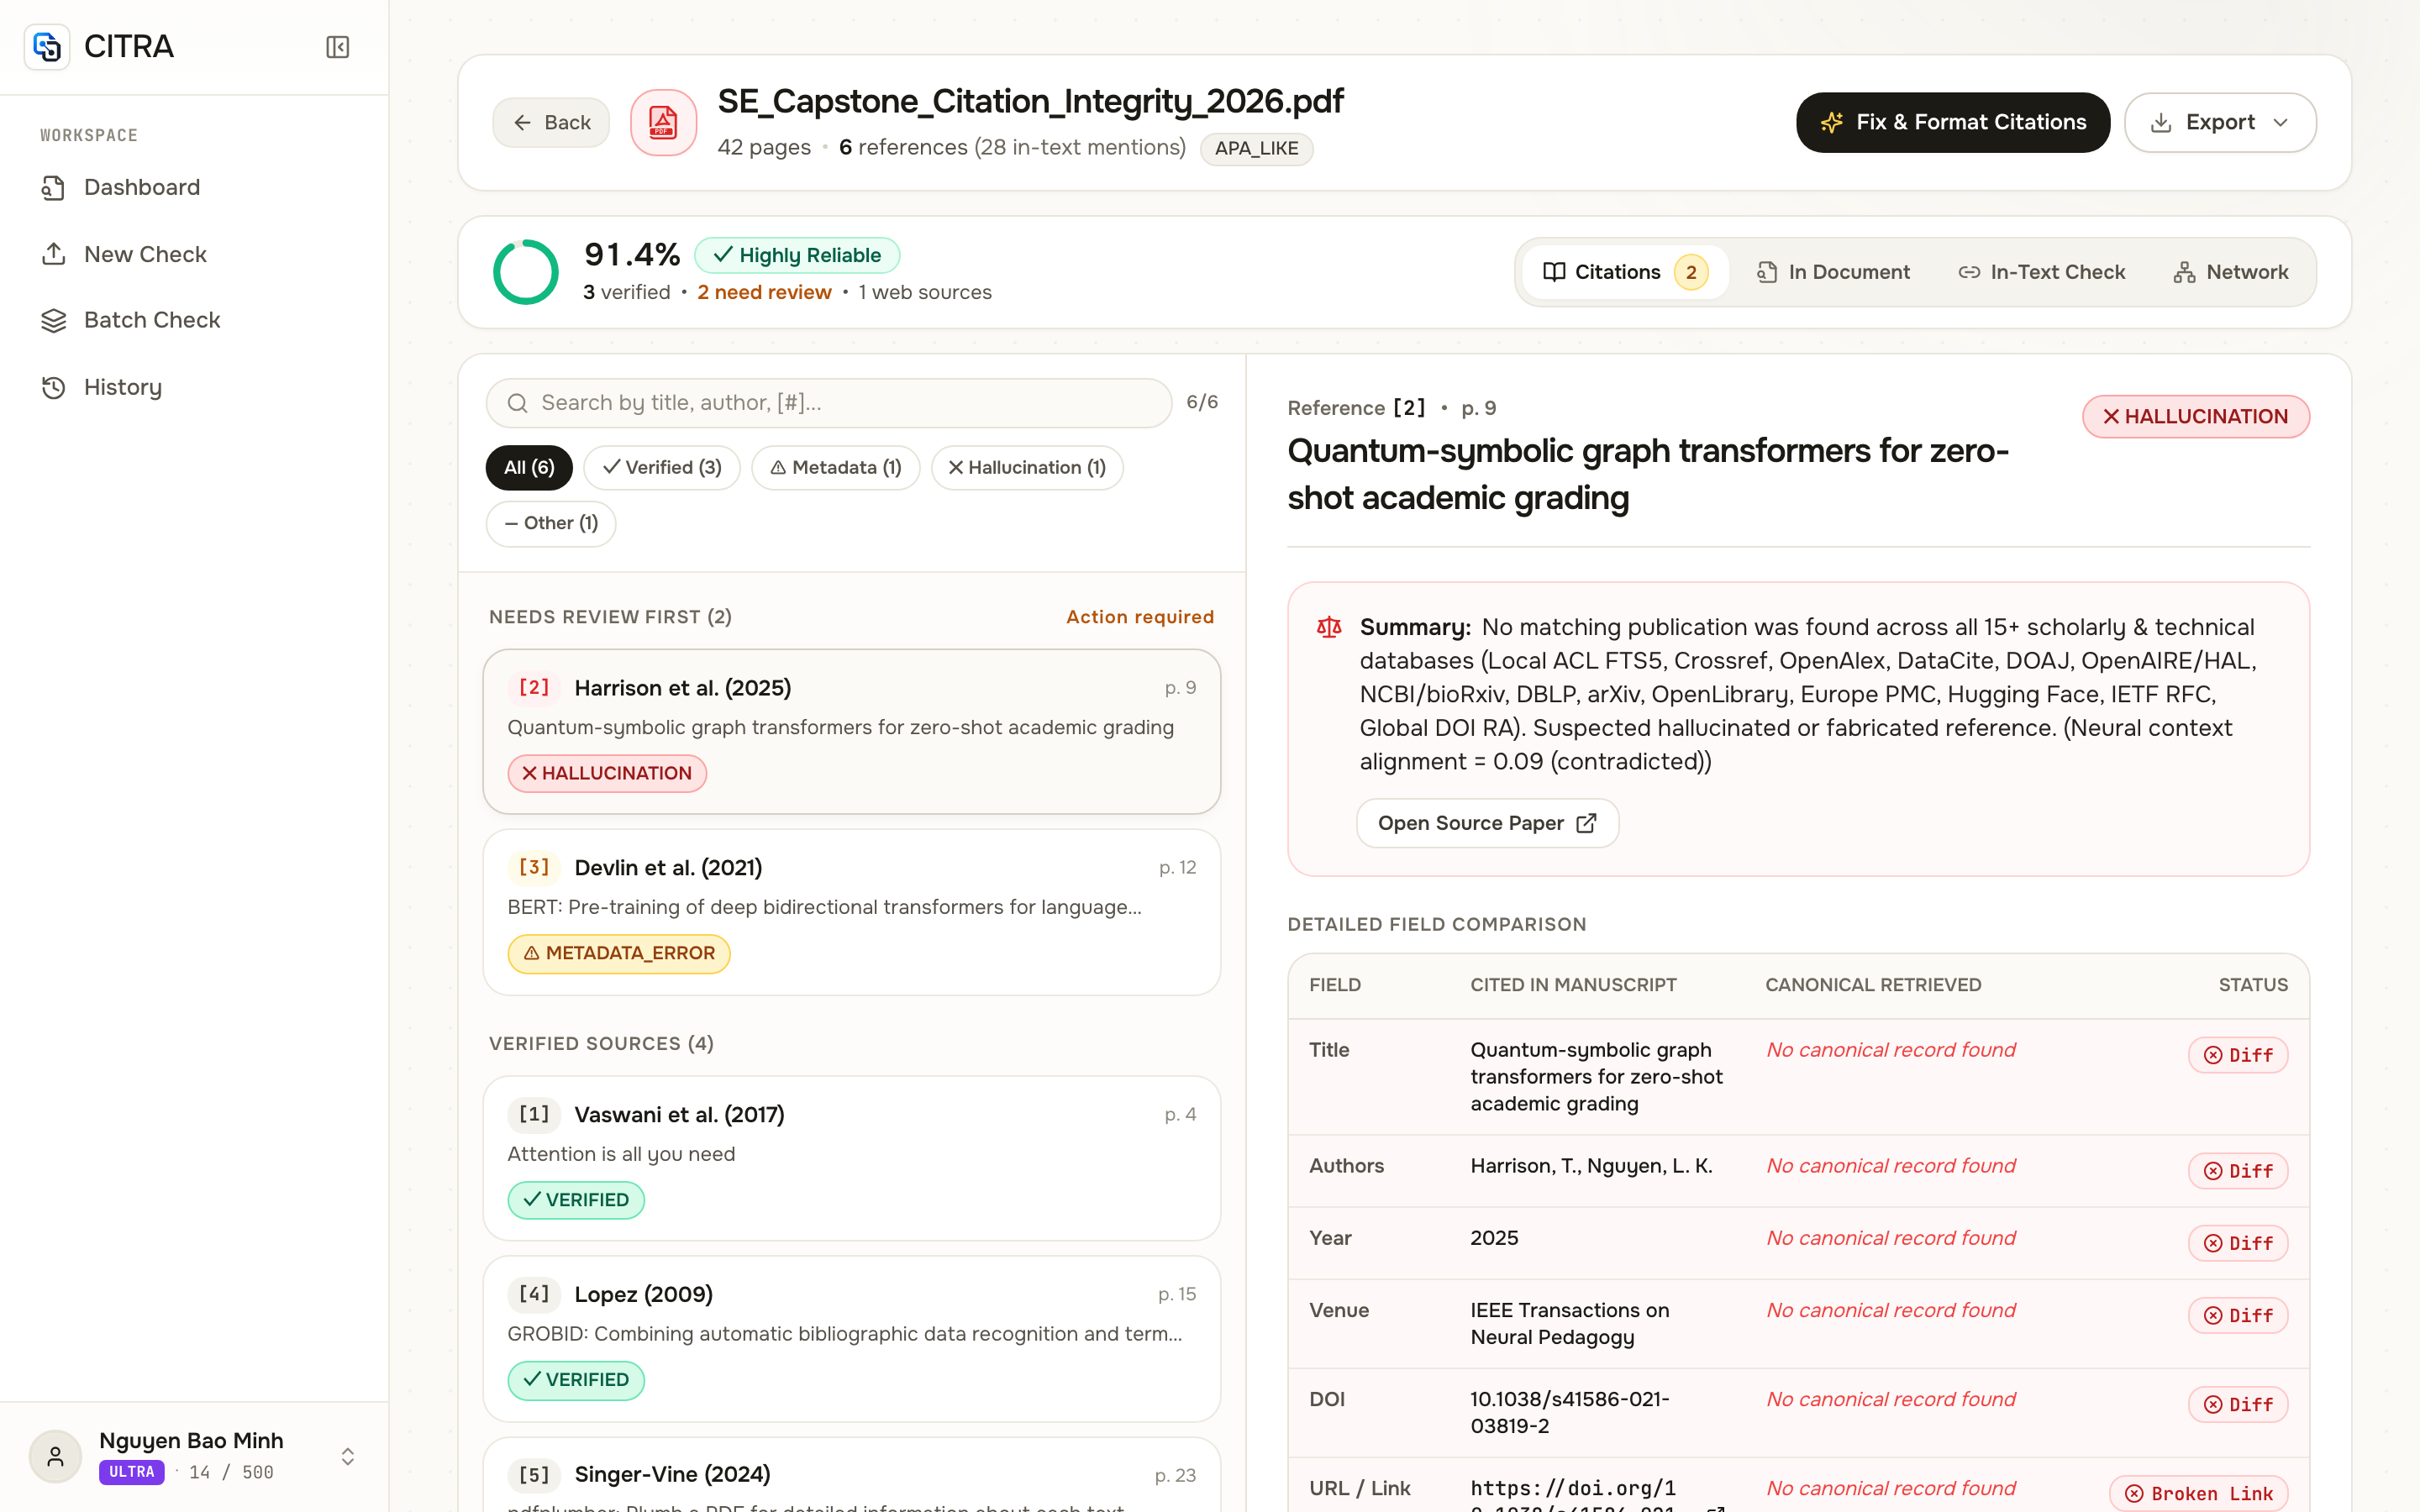 CITRA
WORKSPACE
Dashboard
New Check
Batch Check
History
Nguyen Bao Minh
ULTRA · 14 / 500
Back
SE_Capstone_Citation_Integrity_2026.pdf
42 pages • 6 references (28 in-text mentions) APA_LIKE
Fix & Format Citations
Export
91.4% Highly Reliable
3 verified • 2 need review • 1 web sources
Citations 2
In Document
In-Text Check
Network
Search by title, author, [#]...
6/6
All (6)
Verified (3)
Metadata (1)
Hallucination (1)
Other (1)
NEEDS REVIEW FIRST (2)
Action required
[2] Harrison et al. (2025) p. 9
Quantum-symbolic graph transformers for zero-shot academic grading
HALLUCINATION
[3] Devlin et al. (2021) p. 12
BERT: Pre-training of deep bidirectional transformers for language...
METADATA_ERROR
VERIFIED SOURCES (4)
[1] Vaswani et al. (2017) p. 4
Attention is all you need
VERIFIED
[4] Lopez (2009) p. 15
GROBID: Combining automatic bibliographic data recognition and term...
VERIFIED
[5] Singer-Vine (2024) p. 23
Reference [2] • p. 9
HALLUCINATION
Quantum-symbolic graph transformers for zero-
shot academic grading
Summary: No matching publication was found across all 15+ scholarly & technical
databases (Local ACL FTS5, Crossref, OpenAlex, DataCite, DOAJ, OpenAIRE/HAL,
NCBI/bioRxiv, DBLP, arXiv, OpenLibrary, Europe PMC, Hugging Face, IETF RFC,
Global DOI RA). Suspected hallucinated or fabricated reference. (Neural context
alignment = 0.09 (contradicted))
Open Source Paper
DETAILED FIELD COMPARISON
FIELD CITED IN MANUSCRIPT CANONICAL RETRIEVED STATUS
Title Quantum-symbolic graph No canonical record found Diff
transformers for zero-shot
academic grading
Authors Harrison, T., Nguyen, L. K. No canonical record found Diff
Year 2025 No canonical record found Diff
Venue IEEE Transactions on No canonical record found Diff
Neural Pedagogy
DOI 10.1038/s41586-021- No canonical record found Diff
03819-2
URL / Link https://doi.org/1 No canonical record found Broken Link